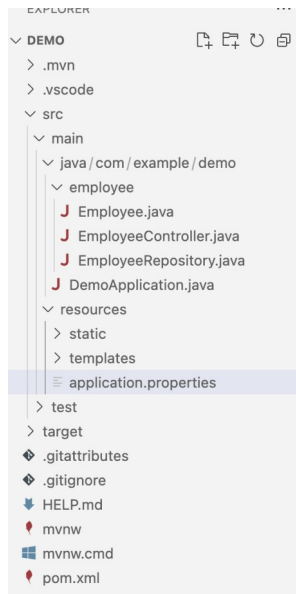 EXPLORER
DEMO
.mvn
.vscode
src
main
java/com/example/demo
employee
J Employee.java
J EmployeeController.java
J EmployeeRepository.java
J DemoApplication.java
resources
static
templates
application.properties
test
target
.gitattributes
.gitignore
HELP.md
mvnw
mvnw.cmd
pom.xml